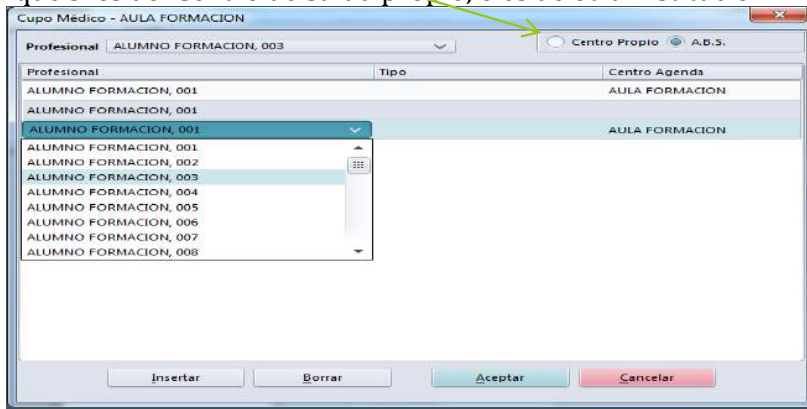 Cupo Médico - AULA FORMACION
Profesional ALUMNO FORMACION, 003 Centro Propio A.B.S.
Profesional Tipo Centro Agenda
ALUMNO FORMACION, 001 AULA FORMACION
ALUMNO FORMACION, 001
ALUMNO FORMACION, 001 AULA FORMACION
ALUMNO FORMACION, 001
ALUMNO FORMACION, 002
ALUMNO FORMACION, 003
ALUMNO FORMACION, 004
ALUMNO FORMACION, 005
ALUMNO FORMACION, 006
ALUMNO FORMACION, 007
ALUMNO FORMACION, 008
Insertar Borrar Aceptar Cancelar